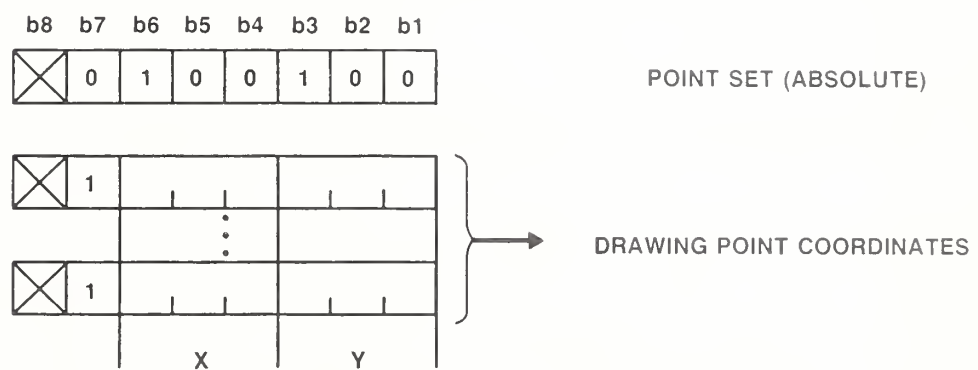 b8 b7 b6 b5 b4 b3 b2 b1
0 1 0 0 1 0 0 POINT SET (ABSOLUTE)
1
DRAWING POINT COORDINATES
1
X Y